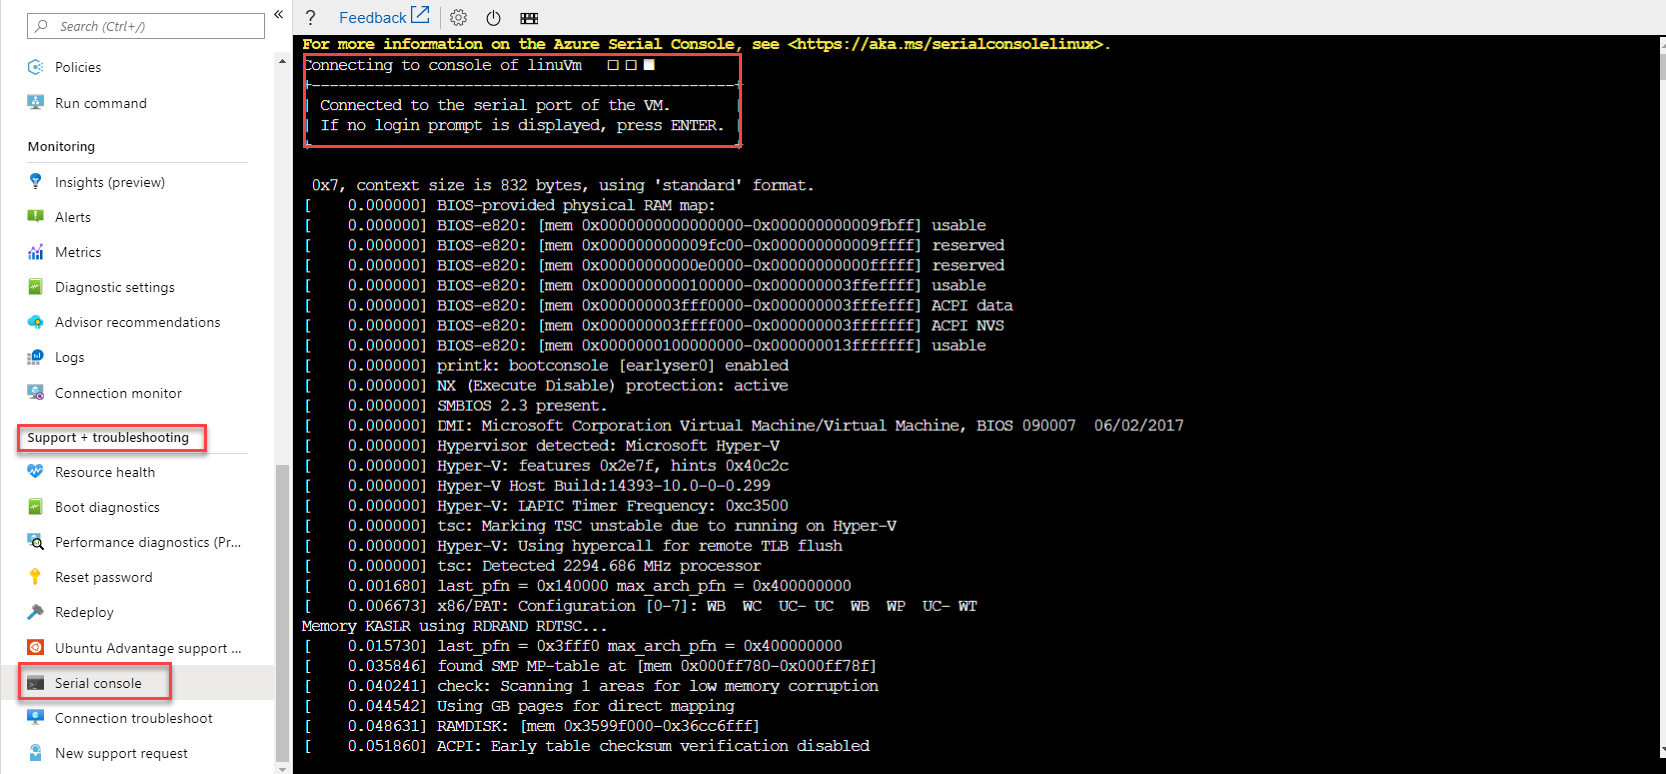 Search (Ctrl+/)
«
Policies
Run command
Monitoring
Insights (preview)
Alerts
Metrics
Diagnostic settings
Advisor recommendations
Logs
Connection monitor
Support + troubleshooting
Resource health
Boot diagnostics
Performance diagnostics (Pr...
Reset password
Redeploy
Ubuntu Advantage support ...
Serial console
Connection troubleshoot
New support request
? Feedback
For more information on the Azure Serial Console, see <https://aka.ms/serialconsolelinux>.
Connecting to console of linuVm
Connected to the serial port of the VM.
If no login prompt is displayed, press ENTER.
0x7, context size is 832 bytes, using 'standard' format.
[    0.000000] BIOS-provided physical RAM map:
[    0.000000] BIOS-e820: [mem 0x0000000000000000-0x000000000009fbff] usable
[    0.000000] BIOS-e820: [mem 0x000000000009fc00-0x000000000009ffff] reserved
[    0.000000] BIOS-e820: [mem 0x00000000000e0000-0x00000000000fffff] reserved
[    0.000000] BIOS-e820: [mem 0x0000000000100000-0x000000003ffeffff] usable
[    0.000000] BIOS-e820: [mem 0x000000003fff0000-0x000000003fffefff] ACPI data
[    0.000000] BIOS-e820: [mem 0x000000003ffff000-0x000000003fffffff] ACPI NVS
[    0.000000] BIOS-e820: [mem 0x0000000100000000-0x000000013fffffff] usable
[    0.000000] printk: bootconsole [earlyser0] enabled
[    0.000000] NX (Execute Disable) protection: active
[    0.000000] SMBIOS 2.3 present.
[    0.000000] DMI: Microsoft Corporation Virtual Machine/Virtual Machine, BIOS 090007  06/02/2017
[    0.000000] Hypervisor detected: Microsoft Hyper-V
[    0.000000] Hyper-V: features 0x2e7f, hints 0x40c2c
[    0.000000] Hyper-V Host Build:14393-10.0-0-0.299
[    0.000000] Hyper-V: LAPIC Timer Frequency: 0xc3500
[    0.000000] tsc: Marking TSC unstable due to running on Hyper-V
[    0.000000] Hyper-V: Using hypercall for remote TLB flush
[    0.000000] tsc: Detected 2294.686 MHz processor
[    0.001680] last_pfn = 0x140000 max_arch_pfn = 0x400000000
[    0.006673] x86/PAT: Configuration [0-7]: WB  WC  UC- UC  WB  WP  UC- WT
Memory KASLR using RDRAND RDTSC...
[    0.015730] last_pfn = 0x3fff0 max_arch_pfn = 0x400000000
[    0.035846] found SMP MP-table at [mem 0x000ff780-0x000ff78f]
[    0.040241] check: Scanning 1 areas for low memory corruption
[    0.044542] Using GB pages for direct mapping
[    0.048631] RAMDISK: [mem 0x3599f000-0x36cc6fff]
[    0.051860] ACPI: Early table checksum verification disabled